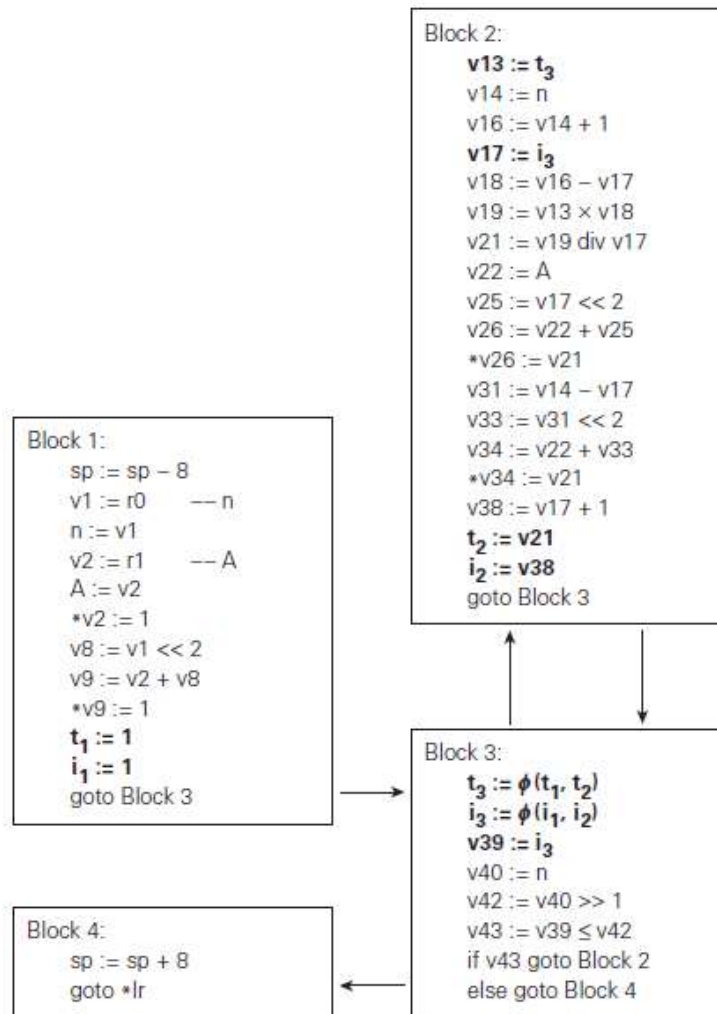 Block 2:
v13 := t3
v14 := n
v16 := v14 + 1
v17 := i3
v18 := v16 – v17
v19 := v13 × v18
v21 := v19 div v17
v22 := A
v25 := v17 << 2
v26 := v22 + v25
*v26 := v21
v31 := v14 – v17
v33 := v31 << 2
v34 := v22 + v33
*v34 := v21
v38 := v17 + 1
t2 := v21
i2 := v38
goto Block 3
Block 1:
sp := sp – 8
v1 := r0 –– n
n := v1
v2 := r1 –– A
A := v2
*v2 := 1
v8 := v1 << 2
v9 := v2 + v8
*v9 := 1
t1 := 1
i1 := 1
goto Block 3
Block 3:
t3 := ϕ(t1, t2)
i3 := ϕ(i1, i2)
v39 := i3
v40 := n
v42 := v40 >> 1
v43 := v39 ≤ v42
if v43 goto Block 2
else goto Block 4
Block 4:
sp := sp + 8
goto *lr